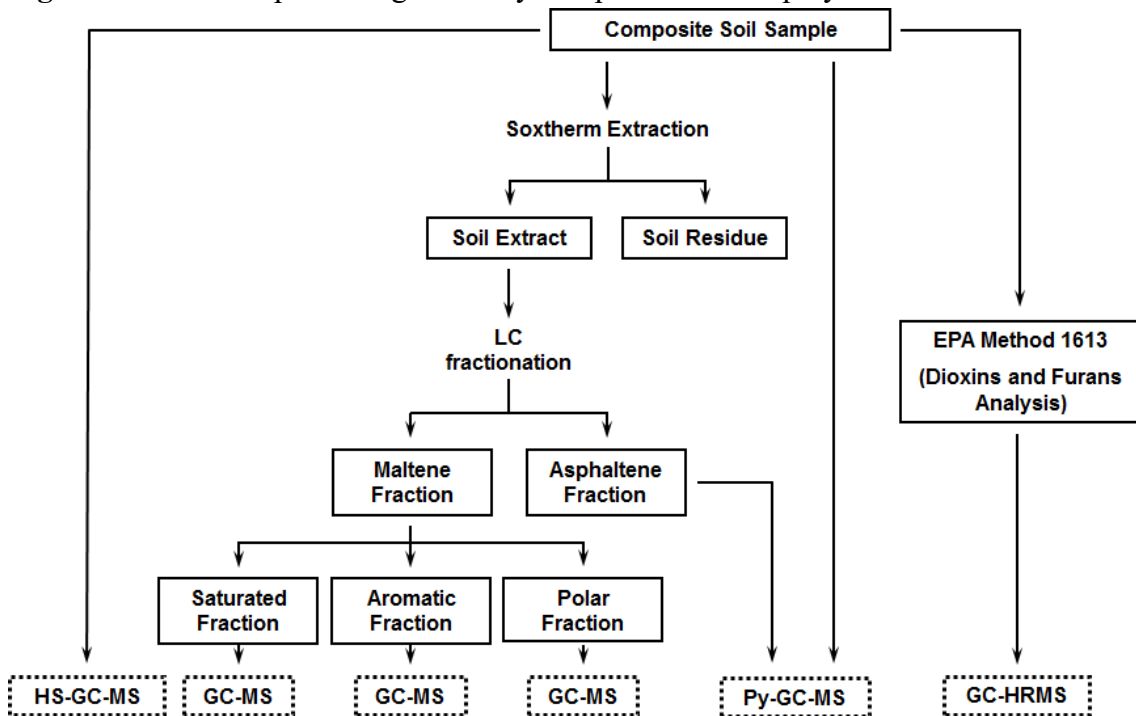 Composite Soil Sample
Soxtherm Extraction
Soil Extract
Soil Residue
LC
fractionation
EPA Method 1613
(Dioxins and Furans
Analysis)
Maltene
Fraction
Asphaltene
Fraction
Saturated
Fraction
Aromatic
Fraction
Polar
Fraction
HS-GC-MS
GC-MS
GC-MS
GC-MS
Py-GC-MS
GC-HRMS